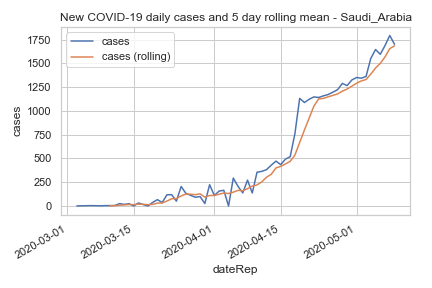 New COVID-19 daily cases and 5 day rolling mean - Saudi_Arabia
cases
cases (rolling)
1750
1500
1250
1000
750
500
250
0
cases
2020-03-01
2020-03-15
2020-04-01
2020-04-15
2020-05-01
dateRep